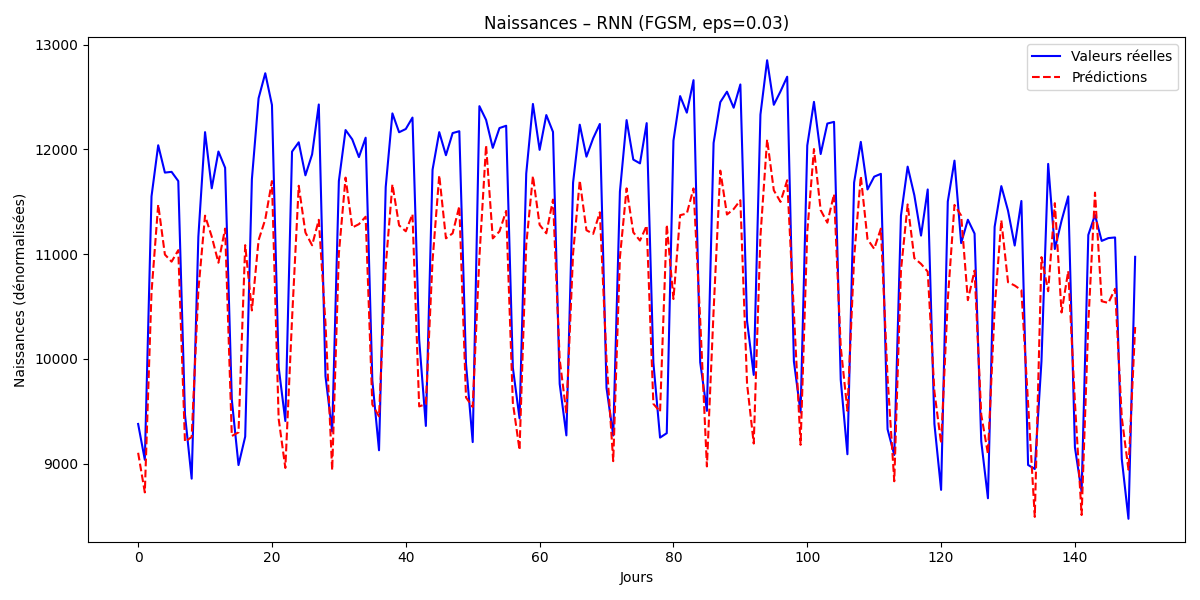 Naissances – RNN (FGSM, eps=0.03)
Valeurs réelles
Prédictions
Naissances (dénormalisées)
13000
12000
11000
10000
9000
0 20 40 60 80 100 120 140
Jours